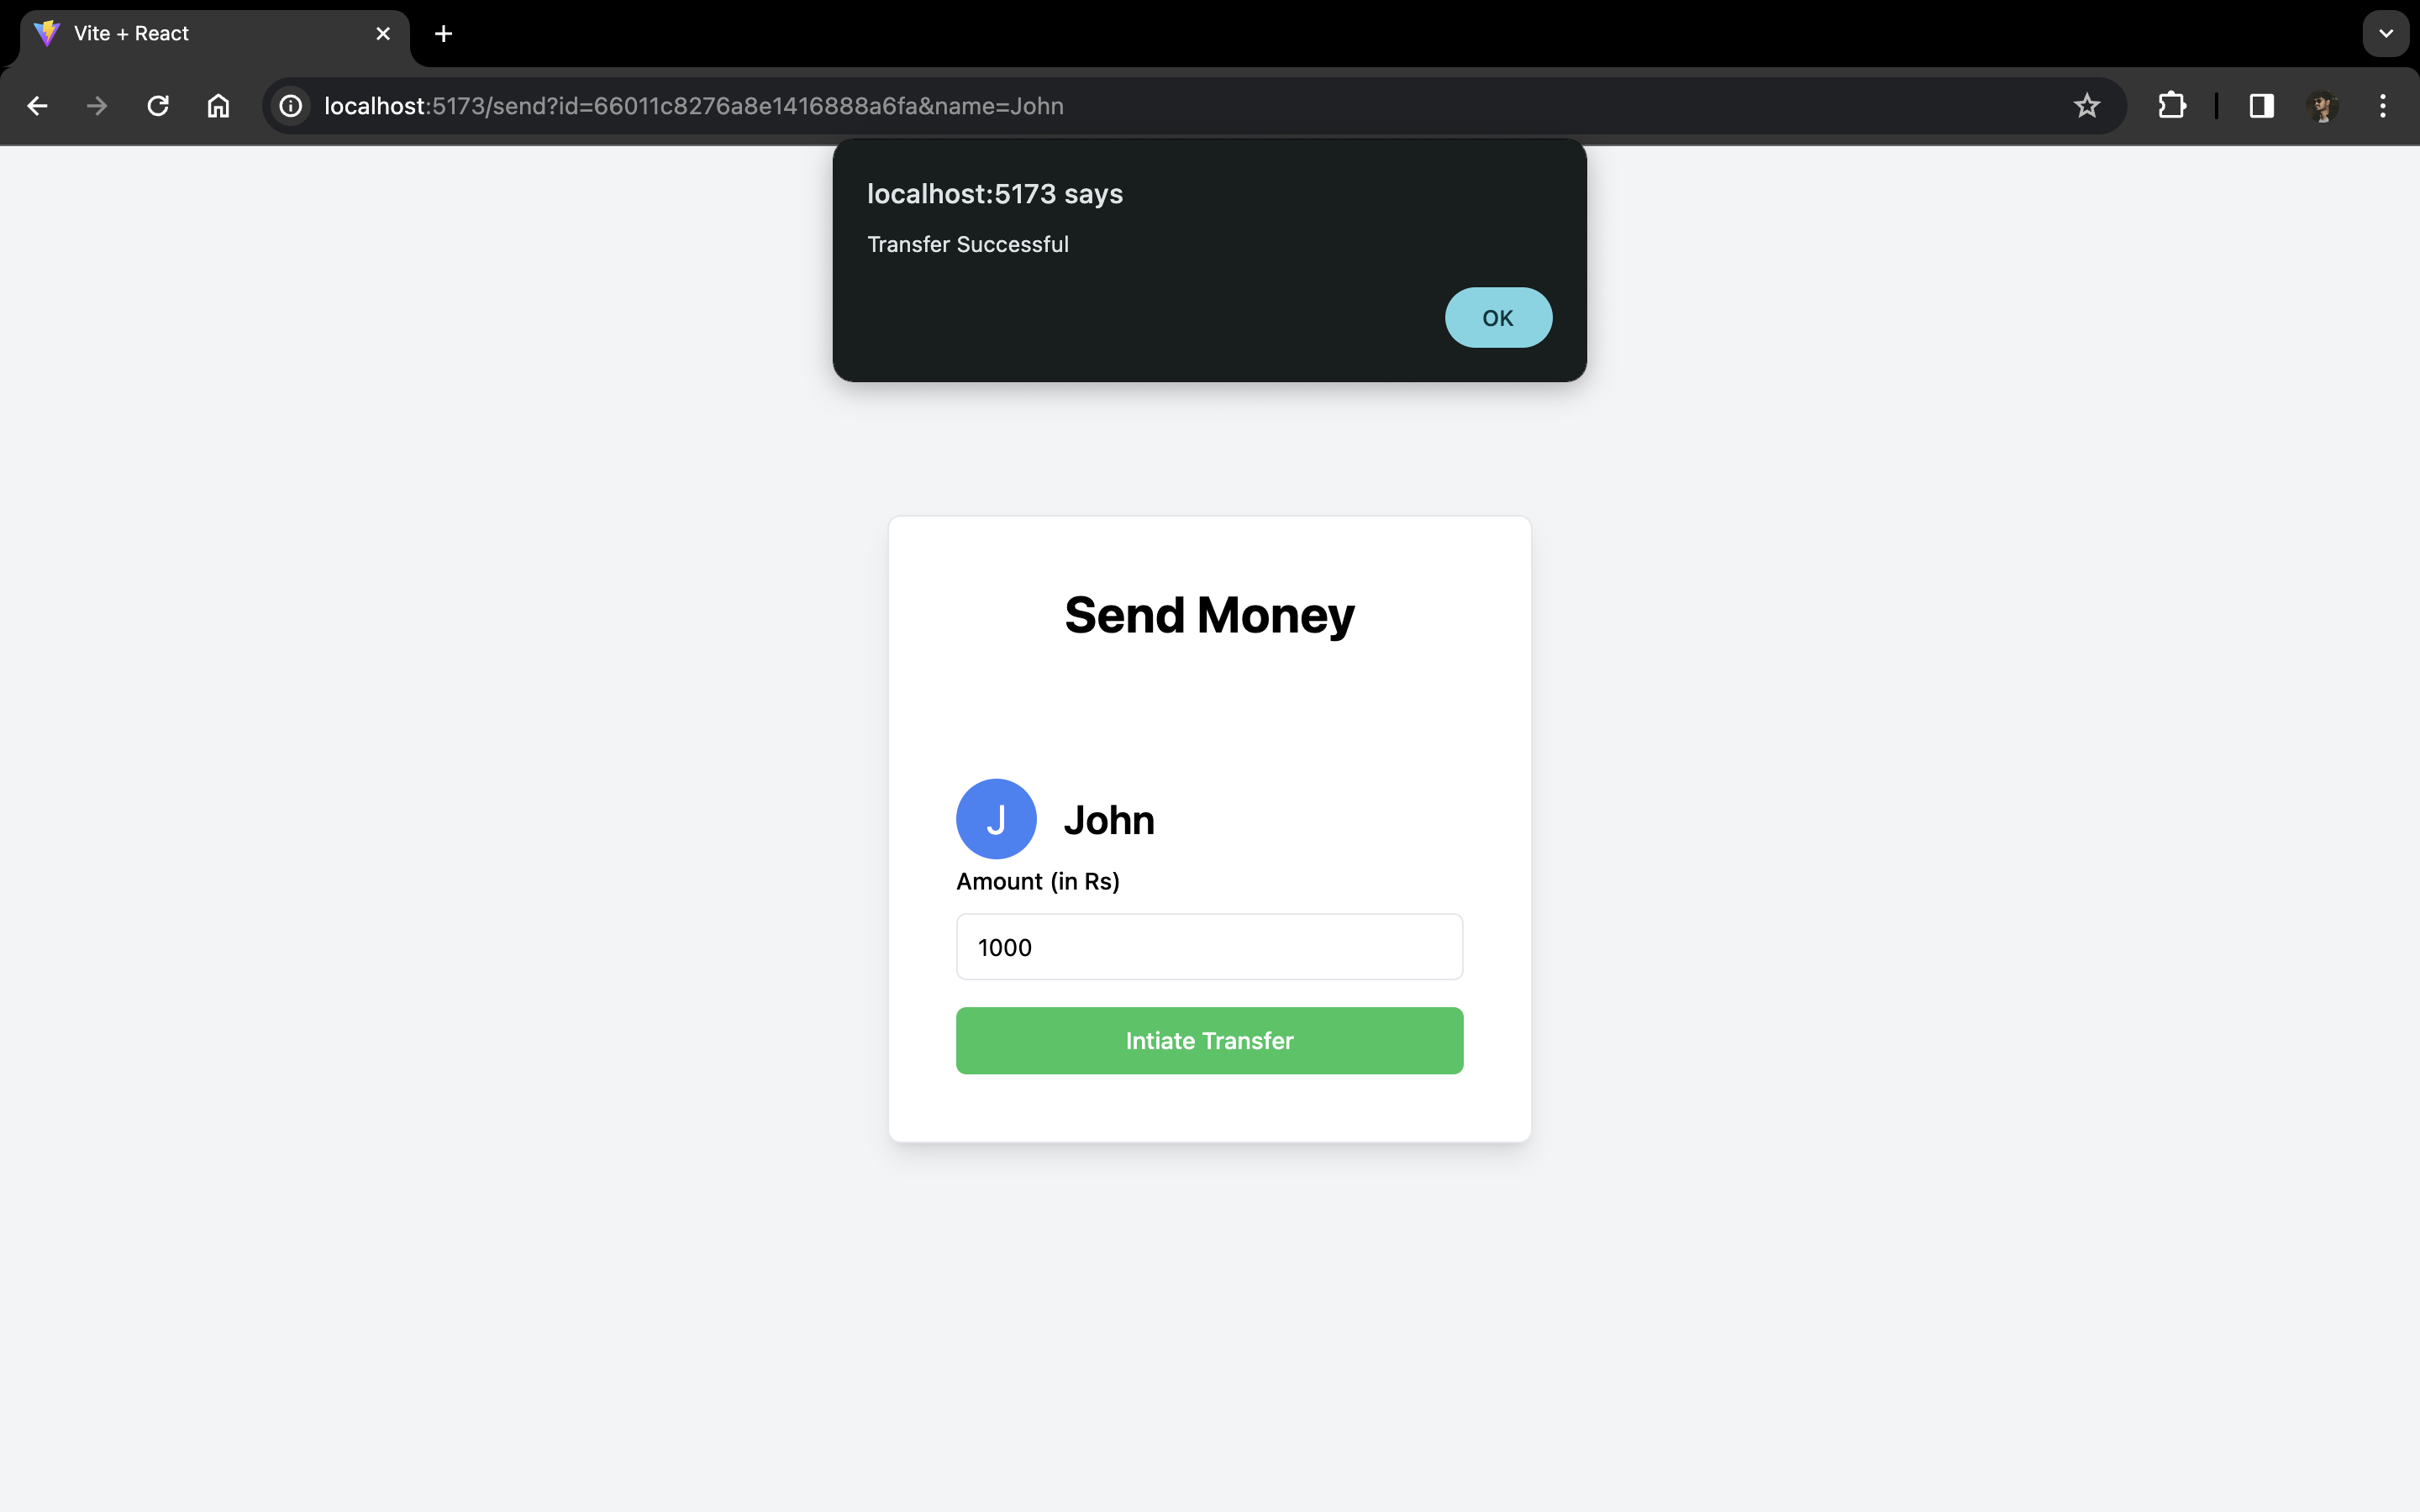 Vite + React
localhost:5173/send?id=66011c8276a8e1416888a6fa&name=John
localhost:5173 says
Transfer Successful
OK
Send Money
J
John
Amount (in Rs)
1000
Intiate Transfer